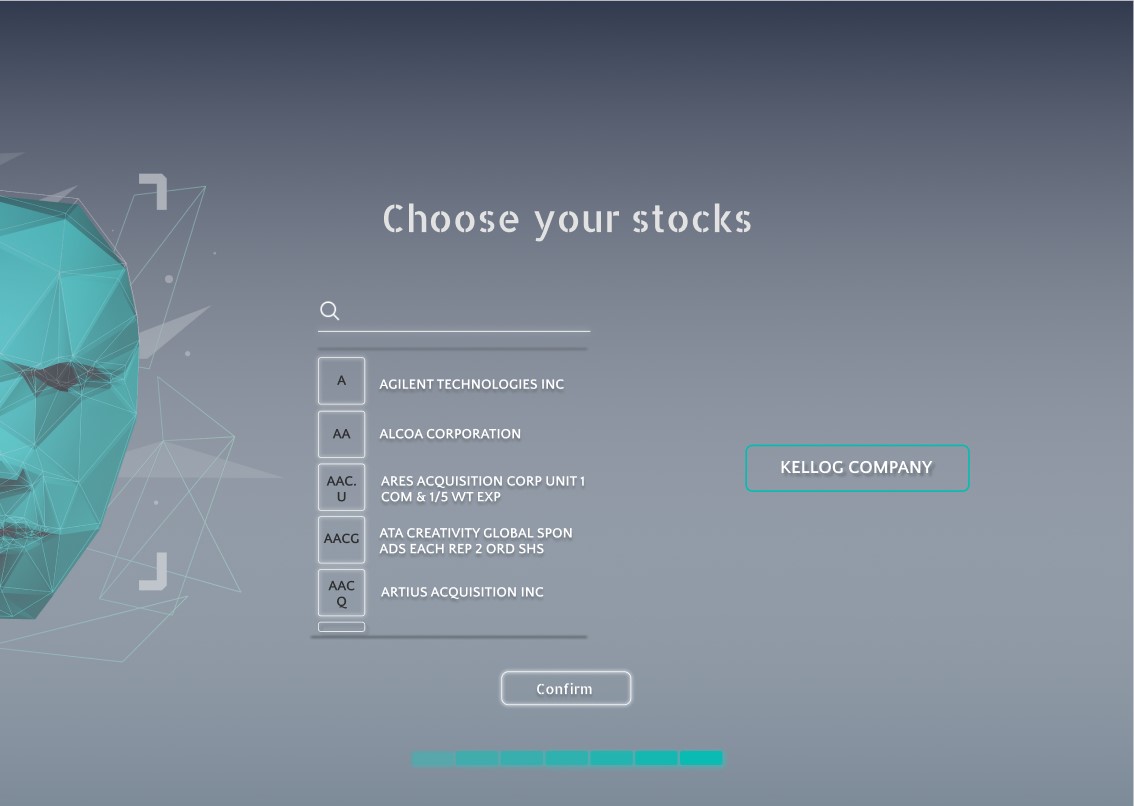 Choose your stocks
A
AGILENT TECHNOLOGIES INC
AA
ALCOA CORPORATION
AAC.
U
ARES ACQUISITION CORP UNIT 1
COM & 1/5 WT EXP
AACG
ATA CREATIVITY GLOBAL SPON
ADS EACH REP 2 ORD SHS
AAC
Q
ARTIUS ACQUISITION INC
KELLOG COMPANY
Confirm